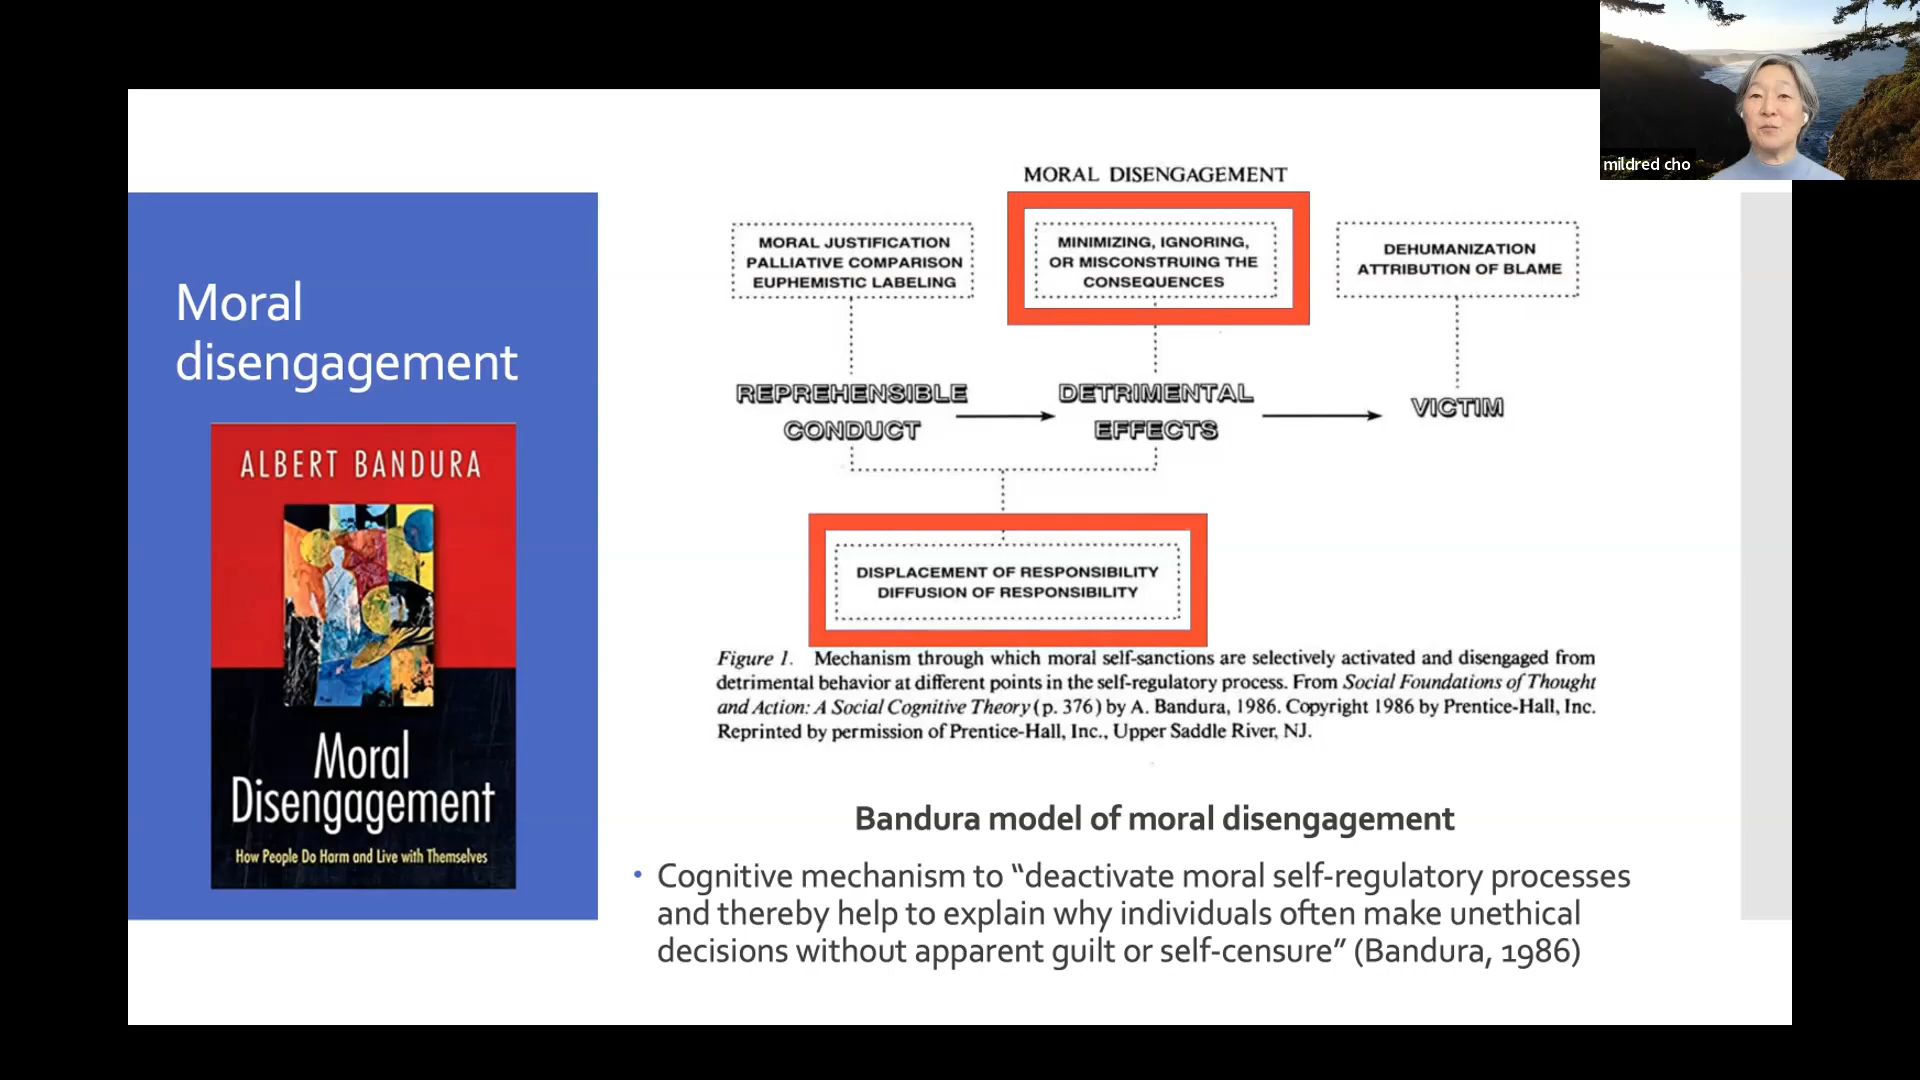 mildred cho
Moral
disengagement
ALBERT BANDURA
Moral
Disengagement
How People Do Harm and Live with Themselves
MORAL DISENGAGEMENT
MORAL JUSTIFICATION
PALLIATIVE COMPARISON
EUPHEMISTIC LABELING
MINIMIZING, IGNORING,
OR MISCONSTRUING THE
CONSEQUENCES
DEHUMANIZATION
ATTRIBUTION OF BLAME
REPREHENSIBLE
CONDUCT
DETRIMENTAL
EFFECTS
VICTIM
DISPLACEMENT OF RESPONSIBILITY
DIFFUSION OF RESPONSIBILITY
Figure 1. Mechanism through which moral self-sanctions are selectively activated and disengaged from
detrimental behavior at different points in the self-regulatory process. From Social Foundations of Thought
and Action: A Social Cognitive Theory (p. 376) by A. Bandura, 1986. Copyright 1986 by Prentice-Hall, Inc.
Reprinted by permission of Prentice-Hall, Inc., Upper Saddle River, NJ.
Bandura model of moral disengagement
• Cognitive mechanism to “deactivate moral self-regulatory processes
and thereby help to explain why individuals often make unethical
decisions without apparent guilt or self-censure” (Bandura, 1986)